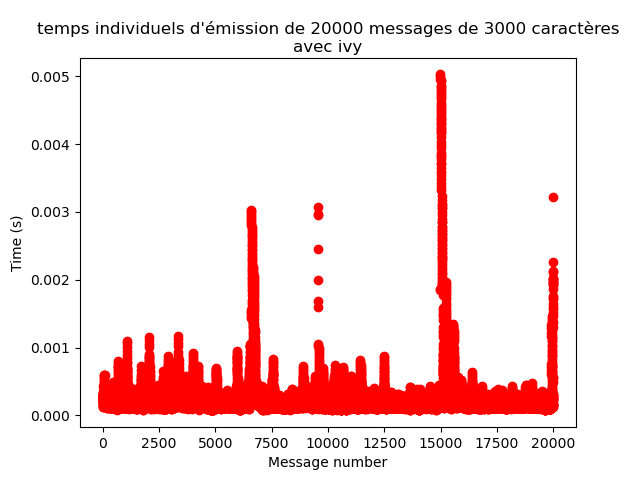 temps individuels d'émission de 20000 messages de 3000 caractères
avec ivy
0.005
0.004
0.003
0.002
0.001
0.000
Time (s)
0 2500 5000 7500 10000 12500 15000 17500 20000
Message number